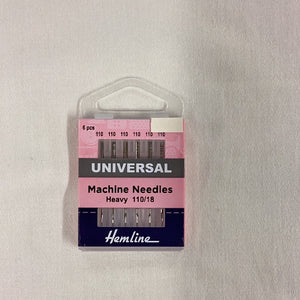 6 pcs
110 110 110 110 110 110
UNIVERSAL
Machine Needles
Heavy 110/18
Hemline